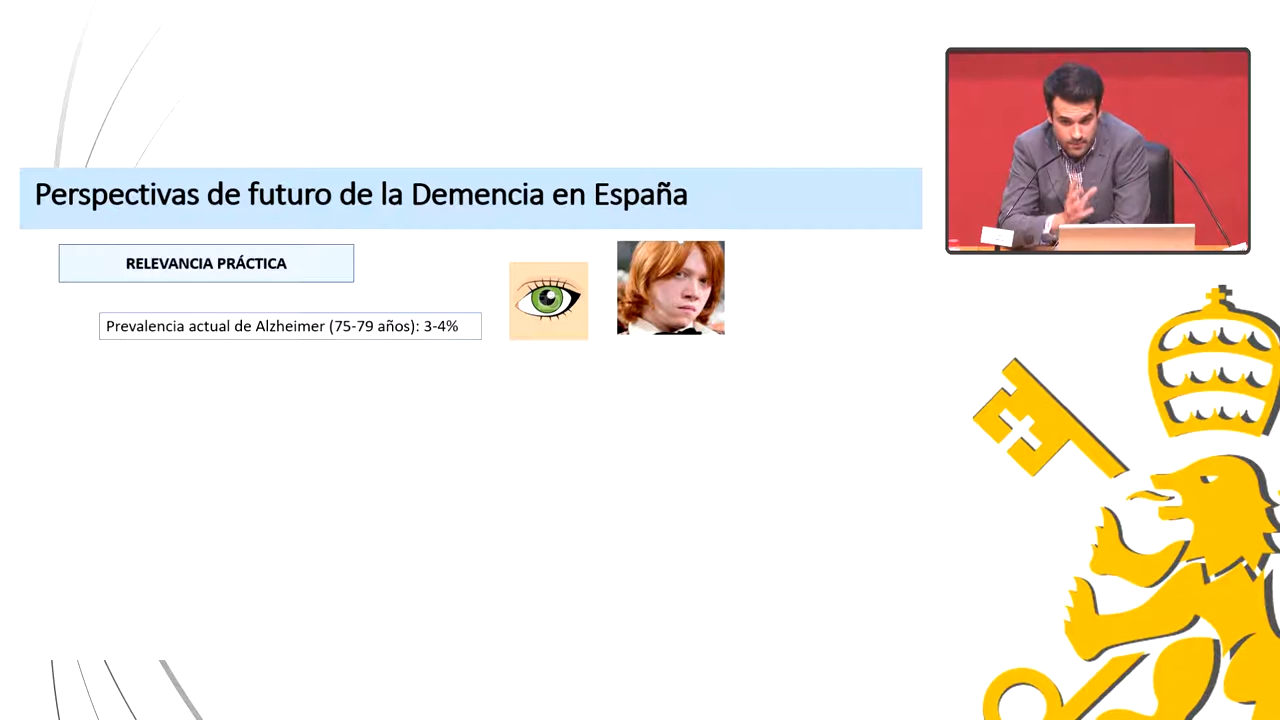 Perspectivas de futuro de la Demencia en España
RELEVANCIA PRÁCTICA
Prevalencia actual de Alzheimer (75-79 años): 3-4%